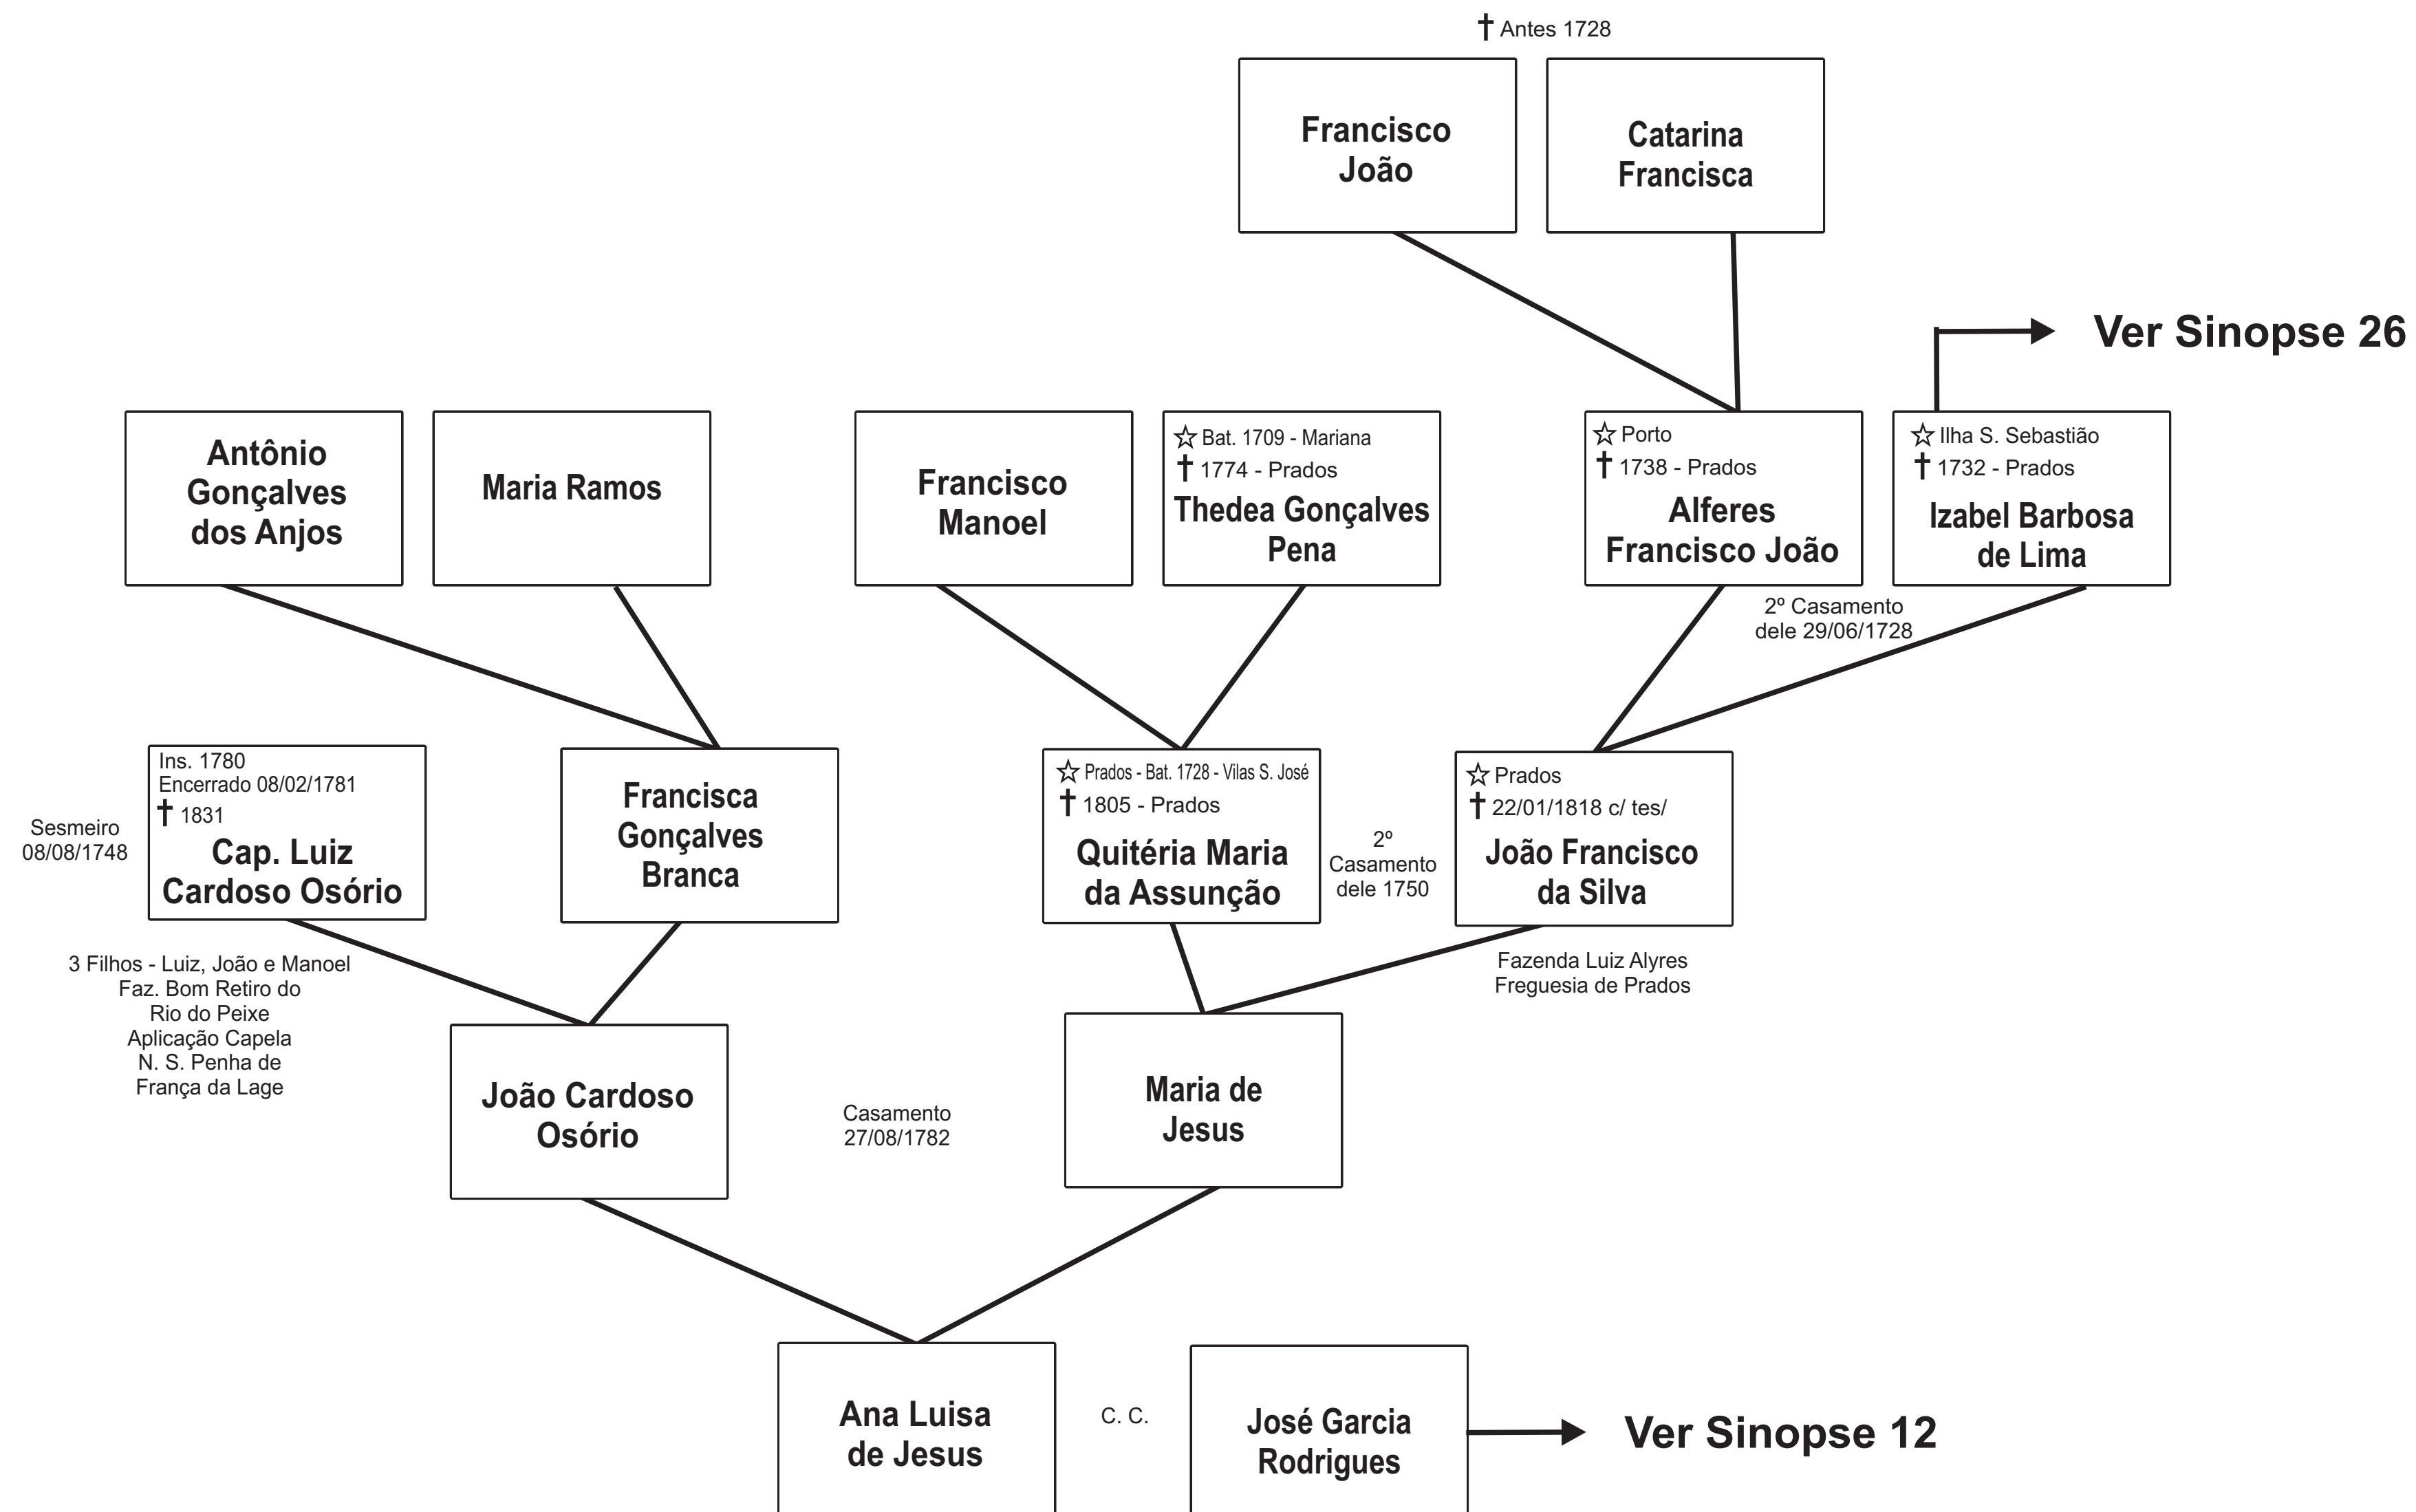 † Antes 1728
Francisco
João
Catarina
Francisca
Ver Sinopse 26
Antônio
Gonçalves
dos Anjos
Maria Ramos
Francisco
Manoel
☆ Bat. 1709 - Mariana
† 1774 - Prados
Thedea Gonçalves
Pena
☆ Porto
† 1738 - Prados
Alferes
Francisco João
☆ Ilha S. Sebastião
† 1732 - Prados
Izabel Barbosa
de Lima
2º Casamento
dele 29/06/1728
Sesmeiro
08/08/1748
Ins. 1780
Encerrado 08/02/1781
† 1831
Cap. Luiz
Cardoso Osório
Francisca
Gonçalves
Branca
☆ Prados - Bat. 1728 - Vilas S. José
† 1805 - Prados
Quitéria Maria
da Assunção
2º
Casamento
dele 1750
☆ Prados
† 22/01/1818 c/ tes/
João Francisco
da Silva
3 Filhos - Luiz, João e Manoel
Faz. Bom Retiro do
Rio do Peixe
Aplicação Capela
N. S. Penha de
França da Lage
Fazenda Luiz Alyres
Freguesia de Prados
João Cardoso
Osório
Casamento
27/08/1782
Maria de
Jesus
Ana Luisa
de Jesus
C. C.
José Garcia
Rodrigues
Ver Sinopse 12